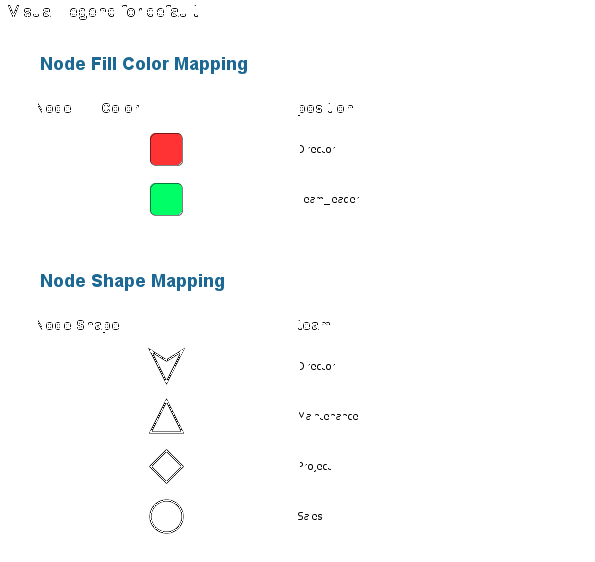 Visual Legend for default
Node Fill Color Mapping
Node Fill Color position
Director
Team_leader
Node Shape Mapping
Node Shape team
Director
Maintenance
Project
Sales